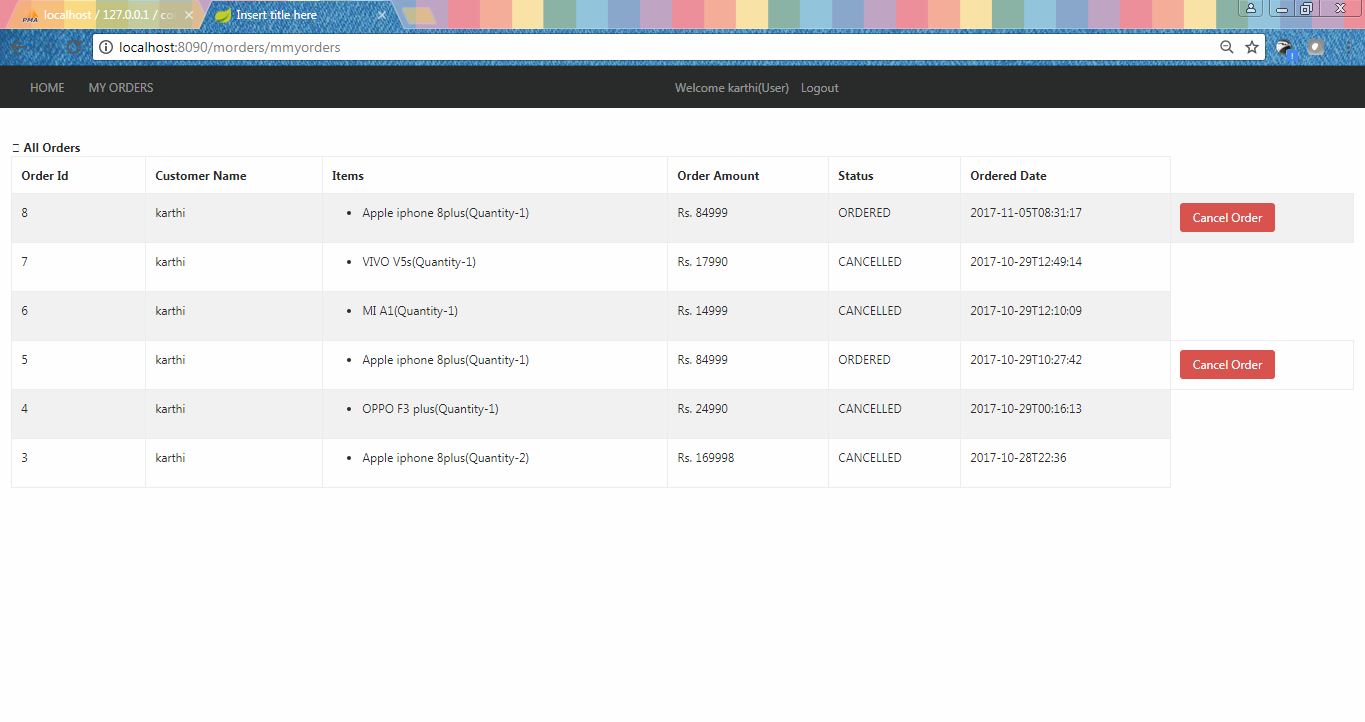 localhost / 127.0.0.1 / co
Insert title here
localhost:8090/morders/mmyorders
HOME MY ORDERS Welcome karthi(User) Logout
All Orders
Order Id Customer Name Items Order Amount Status Ordered Date
8 karthi • Apple iphone 8plus(Quantity-1) Rs. 84999 ORDERED 2017-11-05T08:31:17 Cancel Order
7 karthi • VIVO V5s(Quantity-1) Rs. 17990 CANCELLED 2017-10-29T12:49:14
6 karthi • MI A1(Quantity-1) Rs. 14999 CANCELLED 2017-10-29T12:10:09
5 karthi • Apple iphone 8plus(Quantity-1) Rs. 84999 ORDERED 2017-10-29T10:27:42 Cancel Order
4 karthi • OPPO F3 plus(Quantity-1) Rs. 24990 CANCELLED 2017-10-29T00:16:13
3 karthi • Apple iphone 8plus(Quantity-2) Rs. 169998 CANCELLED 2017-10-28T22:36